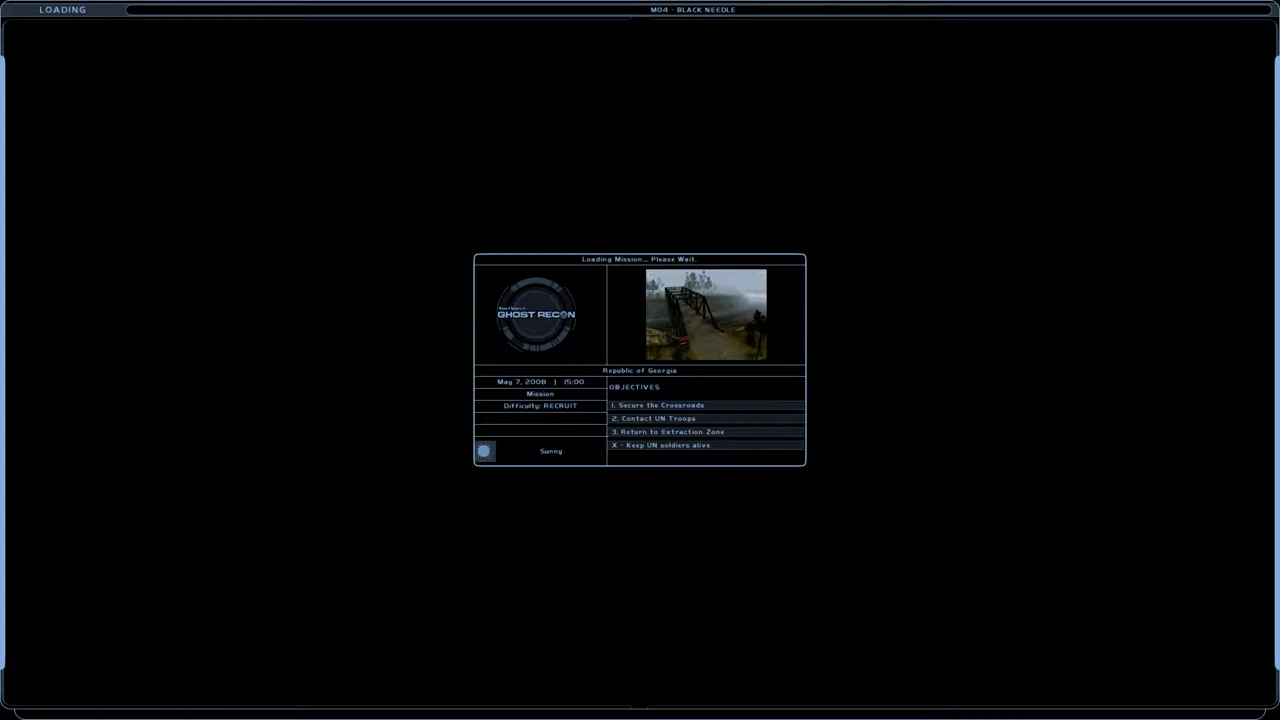 LOADING
M04 - BLACK NEEDLE
Loading Mission... Please Wait.
GHOST RECON
Republic of Georgia
May 7, 2008 | 15:00
Mission
Difficulty: RECRUIT
Sunny
OBJECTIVES
1. Secure the Crossroads
2. Contact UN Troops
3. Return to Extraction Zone
X - Keep UN soldiers alive